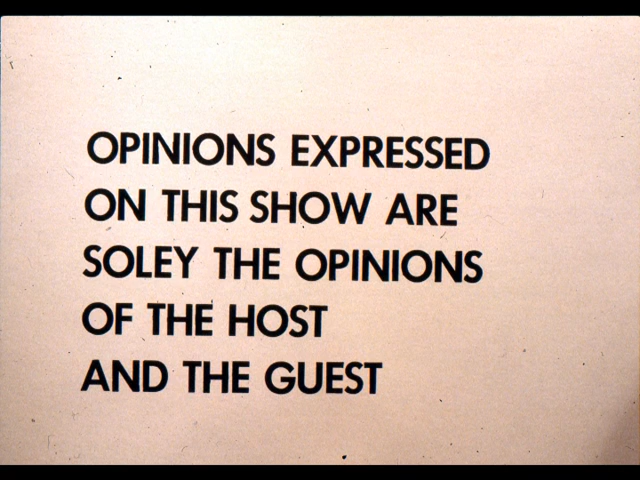 OPINIONS EXPRESSED
ON THIS SHOW ARE
SOLEY THE OPINIONS
OF THE HOST
AND THE GUEST